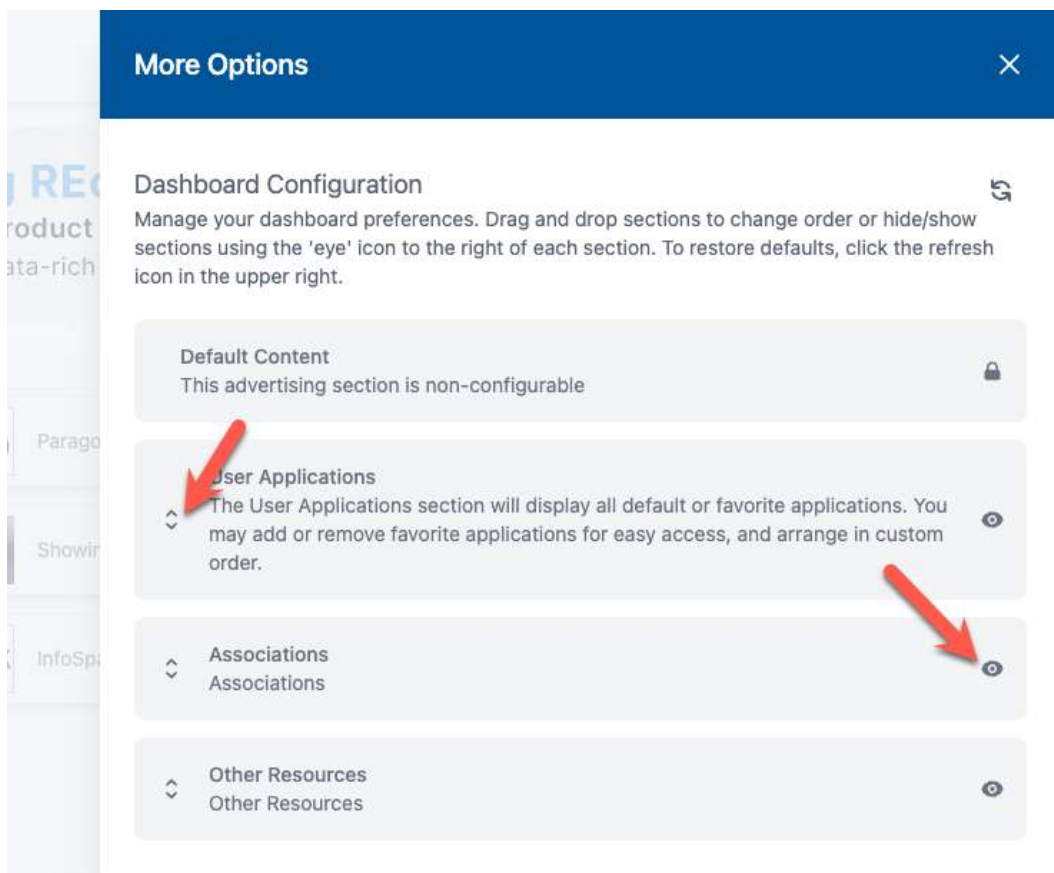 More Options
Dashboard Configuration
Manage your dashboard preferences. Drag and drop sections to change order or hide/show
sections using the 'eye' icon to the right of each section. To restore defaults, click the refresh
icon in the upper right.
Default Content
This advertising section is non-configurable
User Applications
The User Applications section will display all default or favorite applications. You
may add or remove favorite applications for easy access, and arrange in custom
order.
Associations
Associations
Other Resources
Other Resources